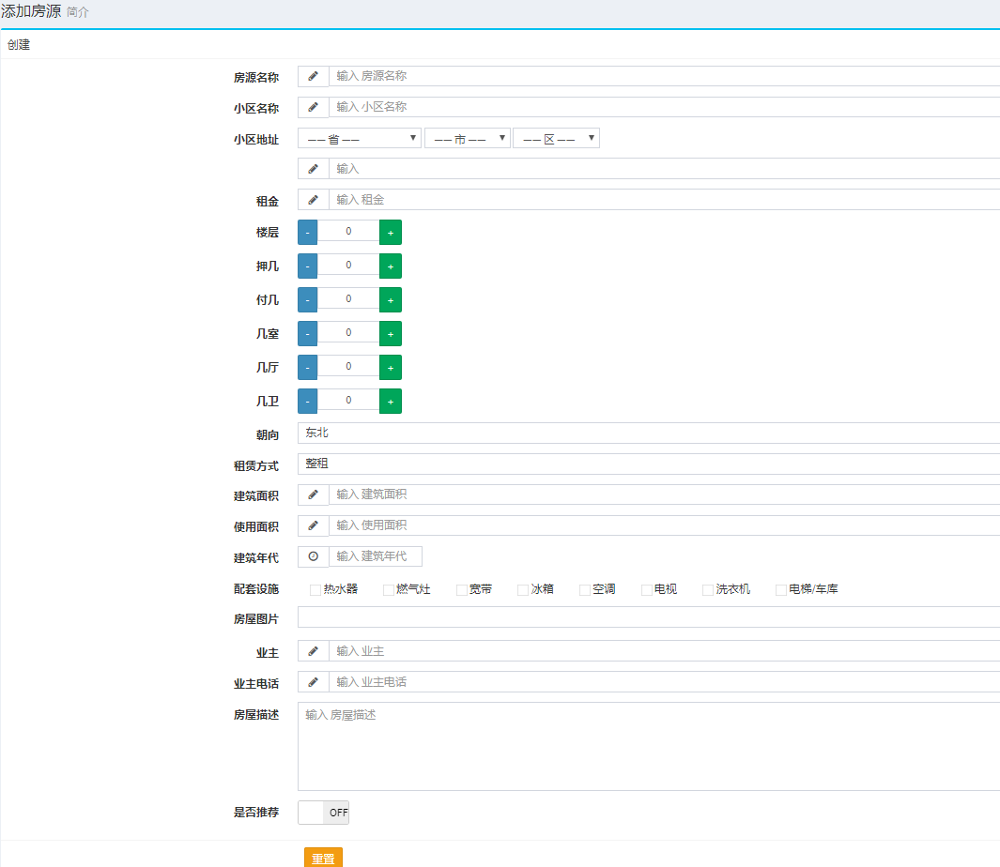 添加房源 简介
创建
房源名称 输入 房源名称
小区名称 输入 小区名称
小区地址 —— 省 —— —— 市 —— —— 区 ——
输入
租金 输入 租金
楼层 - 0 +
押几 - 0 +
付几 - 0 +
几室 - 0 +
几厅 - 0 +
几卫 - 0 +
朝向 东北
租赁方式 整租
建筑面积 输入 建筑面积
使用面积 输入 使用面积
建筑年代 输入 建筑年代
配套设施 热水器 燃气灶 宽带 冰箱 空调 电视 洗衣机 电梯/车库
房屋图片
业主 输入 业主
业主电话 输入 业主电话
房屋描述 输入 房屋描述
是否推荐 OFF
重置